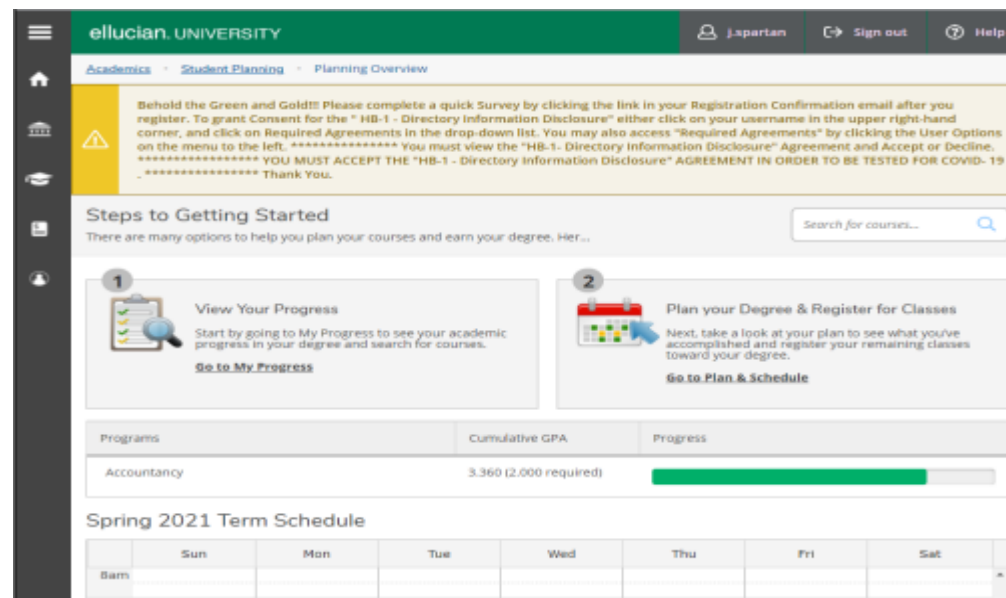 ellucian. UNIVERSITY j.spartan Sign out Help
Academics Student Planning Planning Overview
Behold the Green and Gold!!! Please complete a quick Survey by clicking the link in your Registration Confirmation email after you
register. To grant Consent for the " HB-1 - Directory Information Disclosure" either click on your username in the upper right-hand
corner, and click on Required Agreements in the drop-down list. You may also access "Required Agreements" by clicking the User Options
on the menu to the left. *************** You must view the "HB-1- Directory Information Disclosure" Agreement and Accept or Decline.
***************** YOU MUST ACCEPT THE "HB-1 - Directory Information Disclosure" AGREEMENT IN ORDER TO BE TESTED FOR COVID- 19
. **************** Thank You.
Steps to Getting Started
There are many options to help you plan your courses and earn your degree. Her...
Search for courses...
1
View Your Progress
Start by going to My Progress to see your academic
progress in your degree and search for courses.
Go to My Progress
2
Plan your Degree & Register for Classes
Next, take a look at your plan to see what you've
accomplished and register your remaining classes
toward your degree.
Go to Plan & Schedule
Programs Cumulative GPA Progress
Accountancy 3.360 (2.000 required)
Spring 2021 Term Schedule
Sun Mon Tue Wed Thu Fri Sat
8am